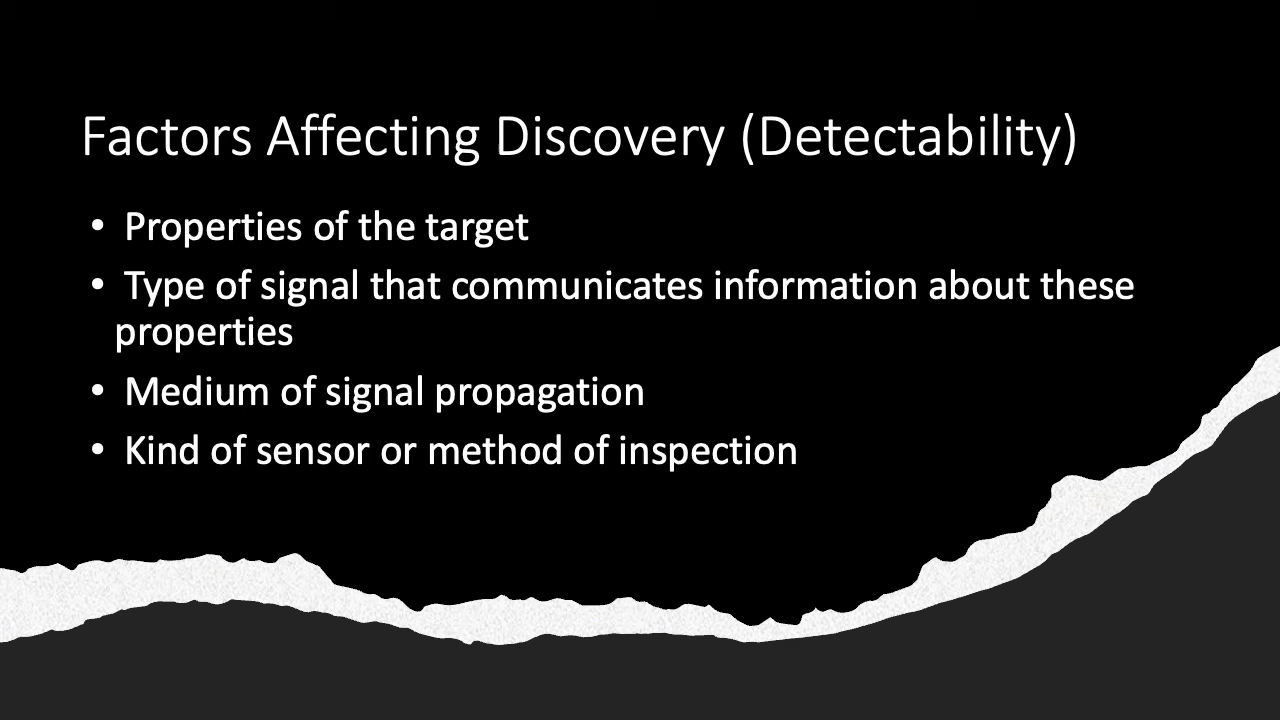 Factors Affecting Discovery (Detectability)
• Properties of the target
• Type of signal that communicates information about these
properties
• Medium of signal propagation
• Kind of sensor or method of inspection